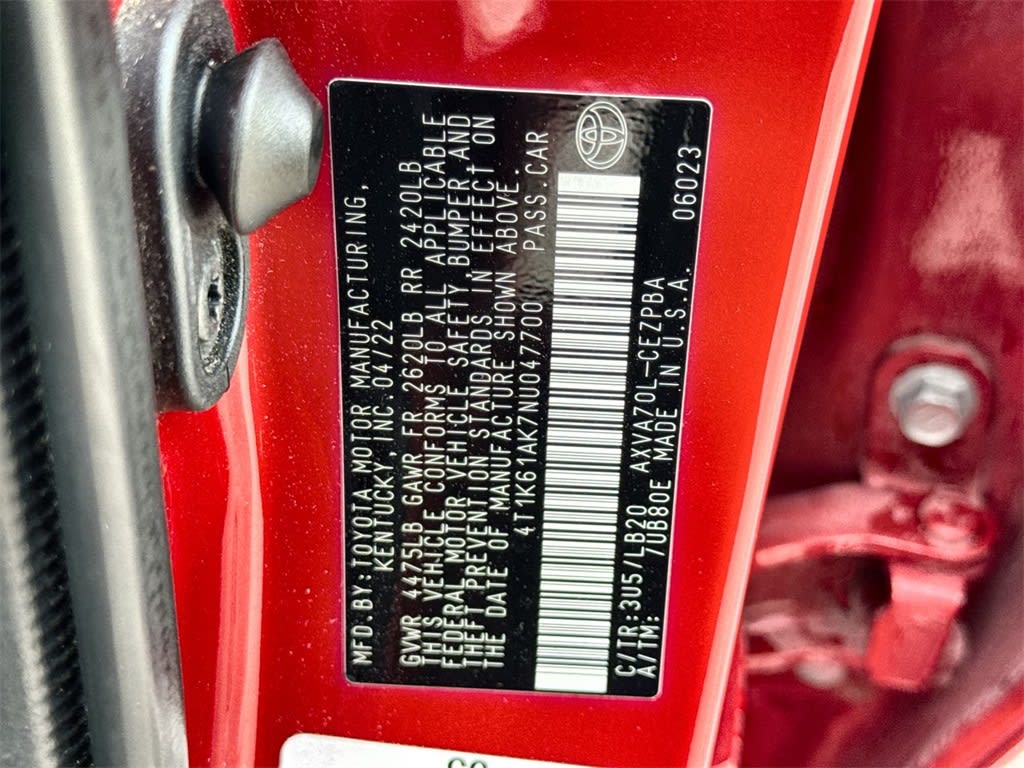 MFD.BY:TOYOTA MOTOR MANUFACTURING,
KENTUCKY,INC.04/22
GVWR 4475LB GAWR FR 2620LB RR 2420LB
THIS VEHICLE CONFORMS TO ALL APPLICABLE
FEDERAL MOTOR VEHICLE SAFETY,BUMPER,AND
THEFT PREVENTION STANDARDS IN EFFECT ON
THE DATE OF MANUFACTURE SHOWN ABOVE.
4T1K61AK7NU047700 PASS.CAR
C/TR:3U5/LB20 AXVA70L-CEZPBA 06023
A/TM: 7UB80E MADE IN U.S.A.